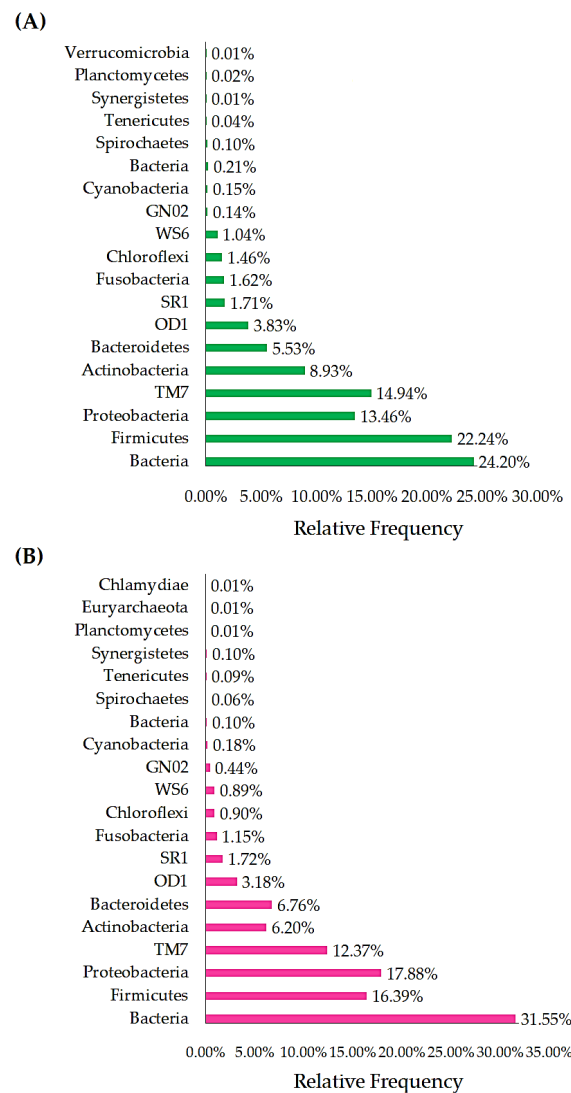 (A)
Verrucomicrobia 0.01%
Planctomycetes 0.02%
Synergistetes 0.01%
Tenericutes 0.04%
Spirochaetes 0.10%
Bacteria 0.21%
Cyanobacteria 0.15%
GN02 0.14%
WS6 1.04%
Chloroflexi 1.46%
Fusobacteria 1.62%
SR1 1.71%
OD1 3.83%
Bacteroidetes 5.53%
Actinobacteria 8.93%
TM7 14.94%
Proteobacteria 13.46%
Firmicutes 22.24%
Bacteria 24.20%
0.00% 5.00% 10.00% 15.00% 20.00% 25.00% 30.00%
Relative Frequency
(B)
Chlamydiae 0.01%
Euryarchaeota 0.01%
Planctomycetes 0.01%
Synergistetes 0.10%
Tenericutes 0.09%
Spirochaetes 0.06%
Bacteria 0.10%
Cyanobacteria 0.18%
GN02 0.44%
WS6 0.89%
Chloroflexi 0.90%
Fusobacteria 1.15%
SR1 1.72%
OD1 3.18%
Bacteroidetes 6.76%
Actinobacteria 6.20%
TM7 12.37%
Proteobacteria 17.88%
Firmicutes 16.39%
Bacteria 31.55%
0.00% 5.00% 10.00% 15.00% 20.00% 25.00% 30.00% 35.00%
Relative Frequency